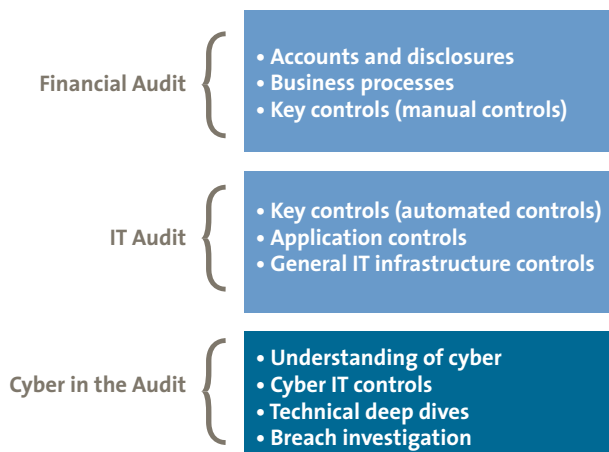 Financial Audit
• Accounts and disclosures
• Business processes
• Key controls (manual controls)
IT Audit
• Key controls (automated controls)
• Application controls
• General IT infrastructure controls
Cyber in the Audit
• Understanding of cyber
• Cyber IT controls
• Technical deep dives
• Breach investigation